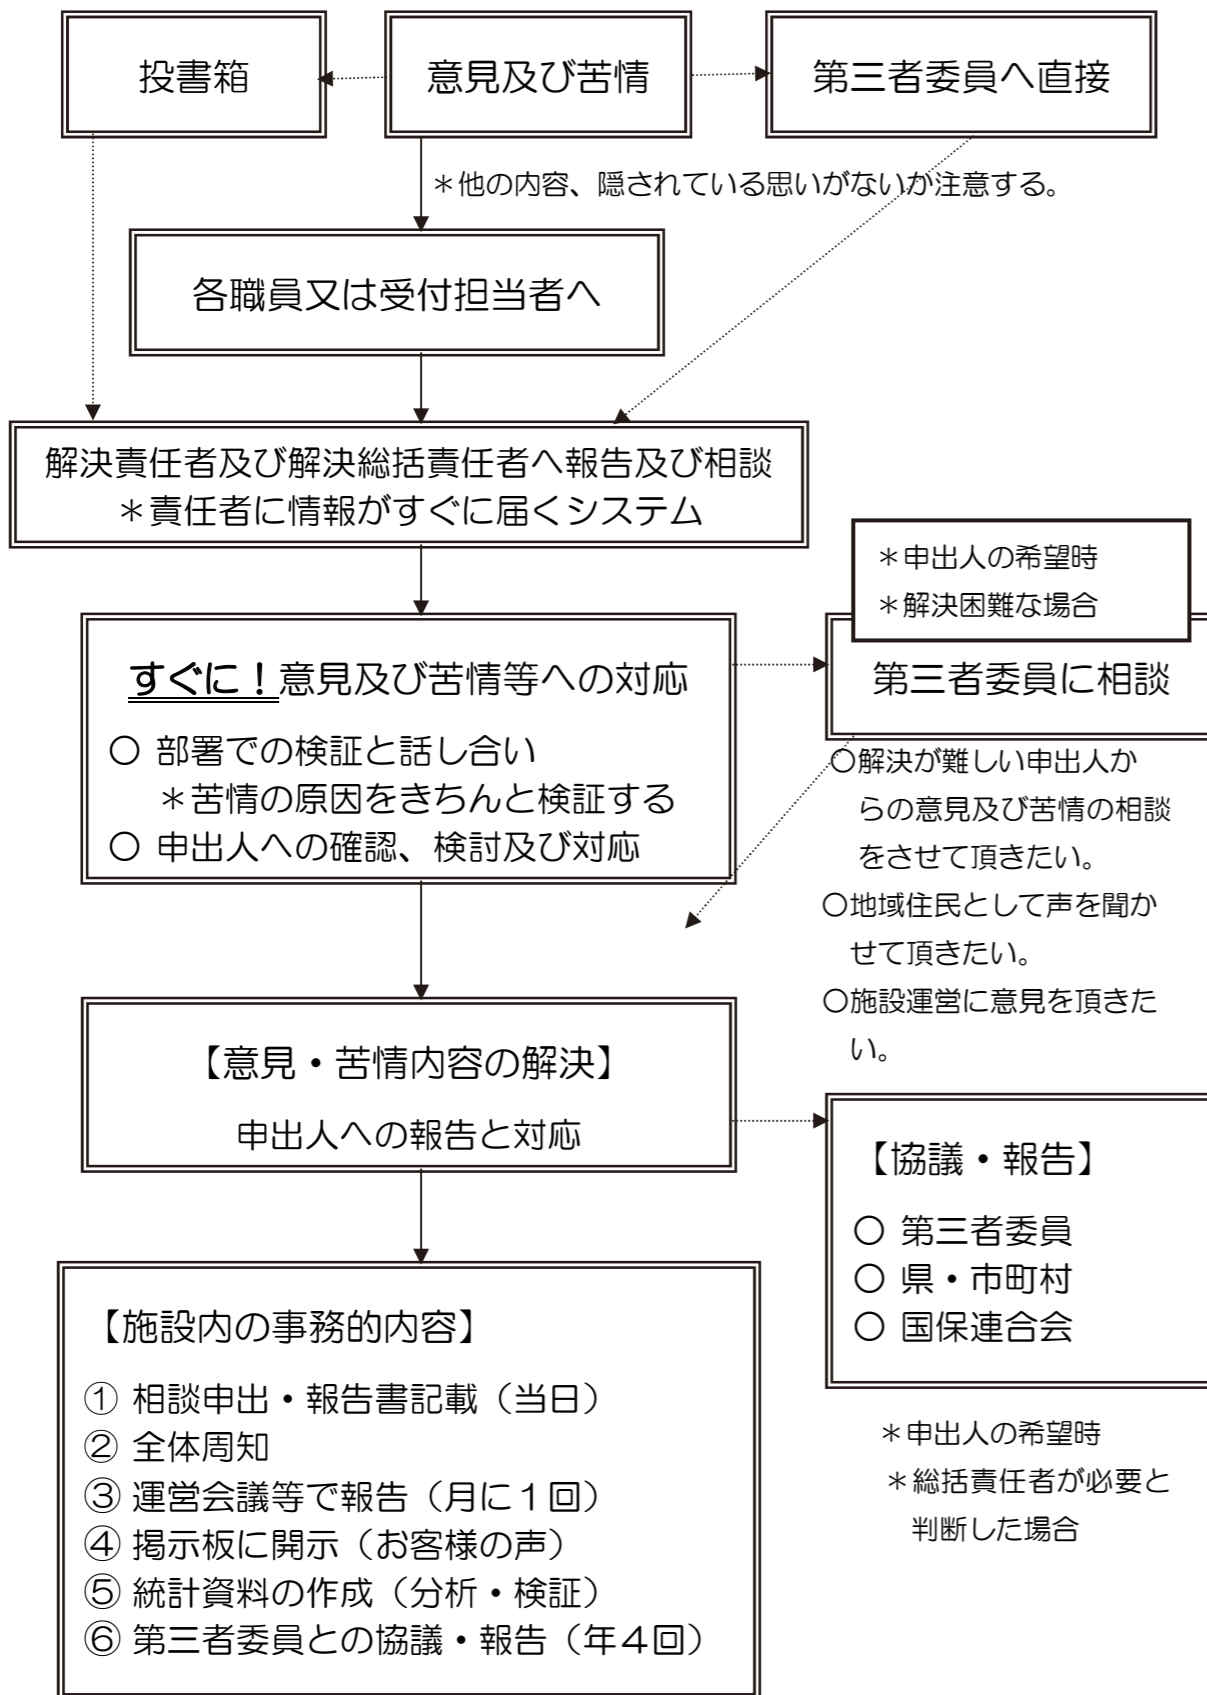 投書箱
意見及び苦情
第三者委員へ直接
＊他の内容、隠されている思いがないか注意する。
各職員又は受付担当者へ
解決責任者及び解決総括責任者へ報告及び相談
＊責任者に情報がすぐに届くシステム
＊申出人の希望時
＊解決困難な場合
第三者委員に相談
すぐに！意見及び苦情等への対応
○ 部署での検証と話し合い
＊苦情の原因をきちんと検証する
○ 申出人への確認、検討及び対応
○解決が難しい申出人か
らの意見及び苦情の相談
をさせて頂きたい。
○地域住民として声を聞か
せて頂きたい。
○施設運営に意見を頂きた
い。
【意見・苦情内容の解決】
申出人への報告と対応
【協議・報告】
○ 第三者委員
○ 県・市町村
○ 国保連合会
＊申出人の希望時
＊総括責任者が必要と
判断した場合
【施設内の事務的内容】
① 相談申出・報告書記載（当日）
② 全体周知
③ 運営会議等で報告（月に１回）
④ 掲示板に開示（お客様の声）
⑤ 統計資料の作成（分析・検証）
⑥ 第三者委員との協議・報告（年４回）